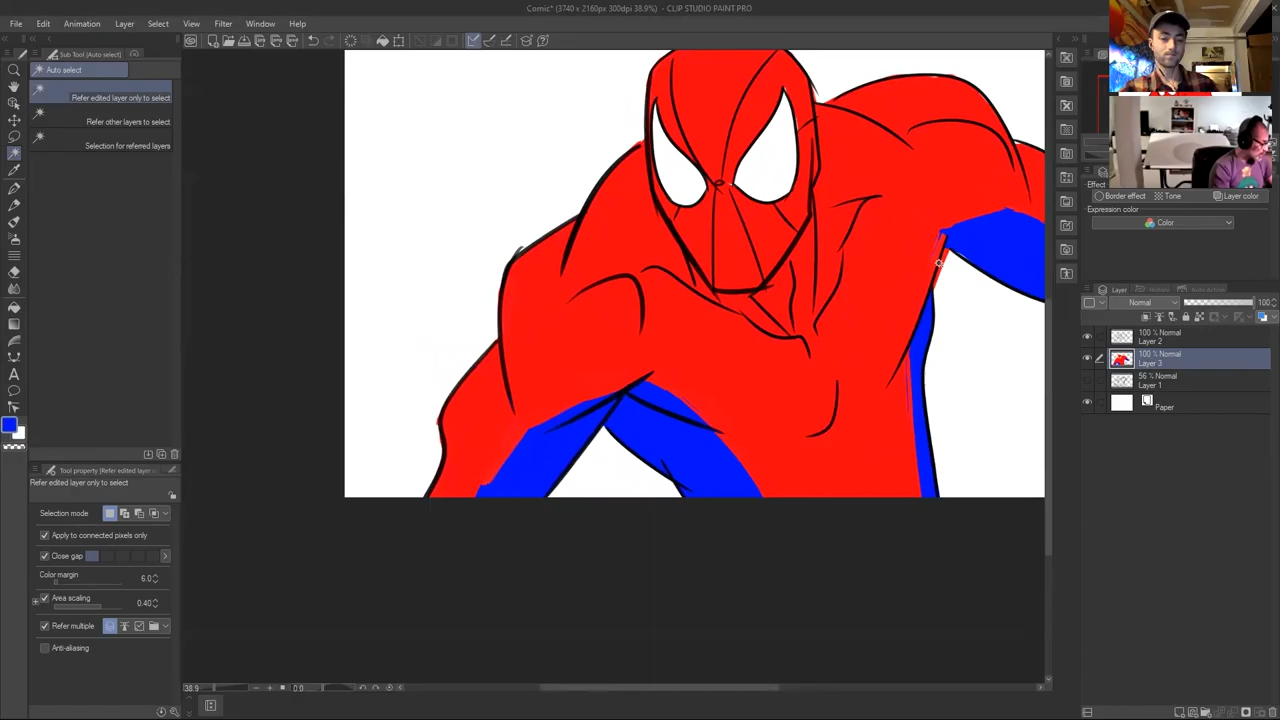 Comic* (3740 x 2160px 300dpi 38.9%) - CLIP STUDIO PAINT PRO
File Edit Animation Layer Select View Filter Window Help
Sub Tool (Auto select)
Auto select
Refer edited layer only to select
Refer other layers to select
Selection for referred layers
Effect
Border effect Tone Layer color
Expression color
Color
Layer History Auto Action
Normal 100
100 % Normal
Layer 2
100 % Normal
Layer 3
56 % Normal
Layer 1
Paper
Tool property (Refer edited layer only to select)
Refer edited layer only to select
Selection mode
Apply to connected pixels only
Close gap
Color margin 6.0
Area scaling 0.40
Refer multiple
Anti-aliasing
38.9 0.0